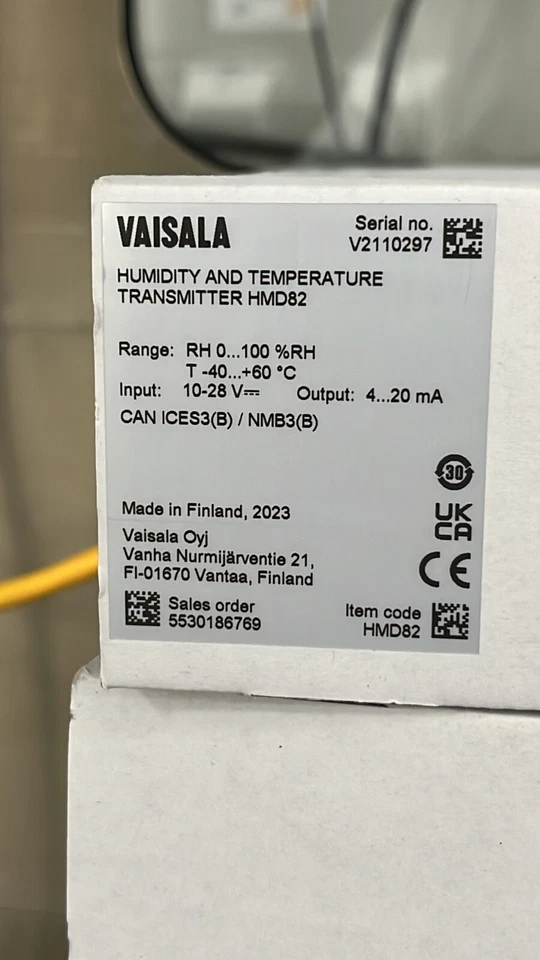 VAISALA
Serial no.
V2110297
HUMIDITY AND TEMPERATURE
TRANSMITTER HMD82
Range: RH 0...100 %RH
T -40...+60 °C
Input: 10-28 V⎓ Output: 4...20 mA
CAN ICES3(B) / NMB3(B)
30
UK
CA
CE
Made in Finland, 2023
Vaisala Oyj
Vanha Nurmijärventie 21,
FI-01670 Vantaa, Finland
Sales order
5530186769
Item code
HMD82